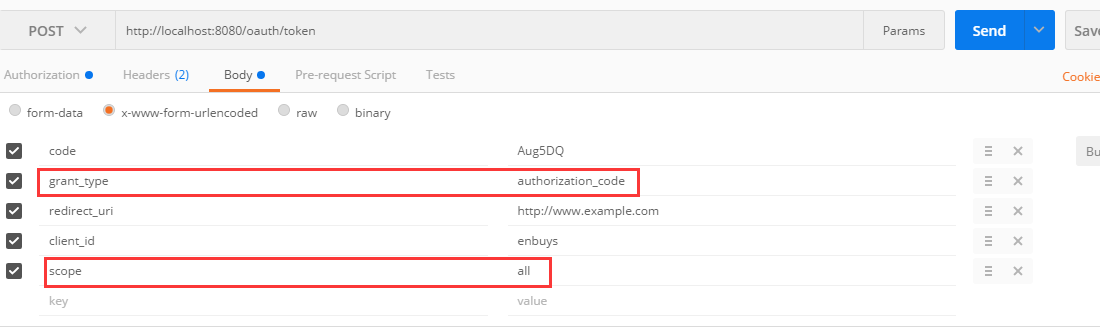 POST http://localhost:8080/oauth/token Params Send Save
Authorization Headers (2) Body Pre-request Script Tests Cookie
form-data x-www-form-urlencoded raw binary
code Aug5DQ Bu
grant_type authorization_code
redirect_uri http://www.example.com
client_id enbuys
scope all
key value